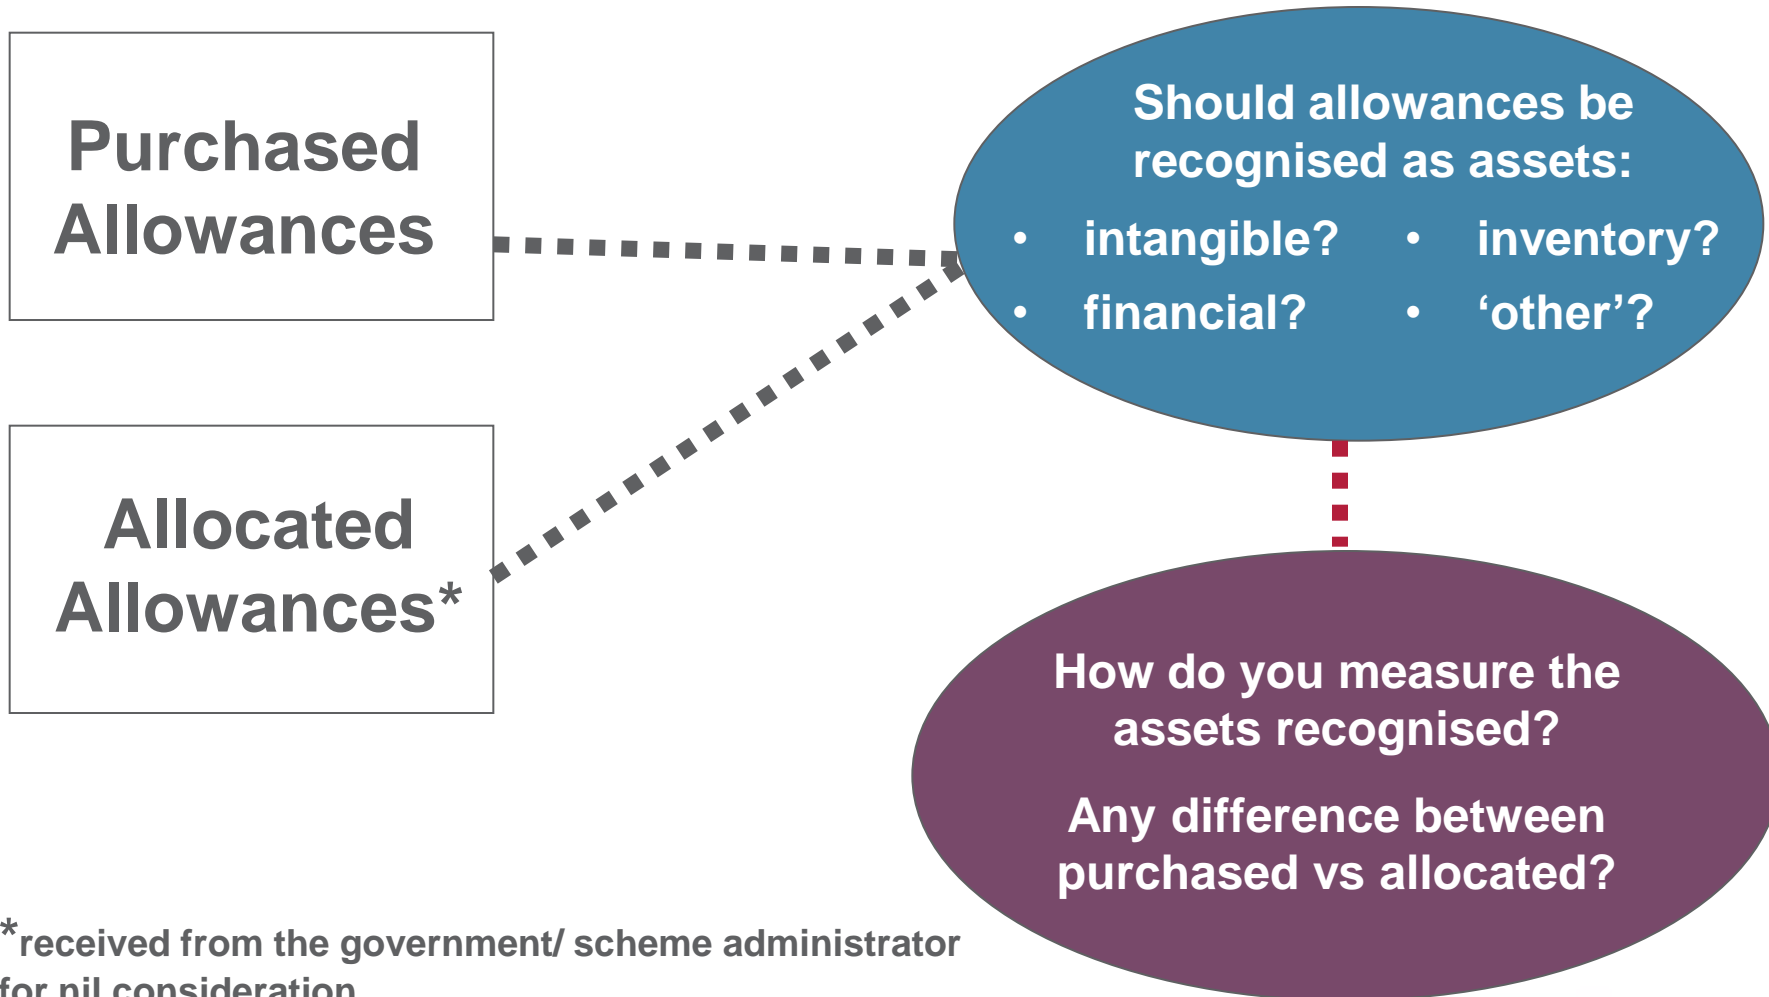 Purchased
Allowances
Allocated
Allowances*
Should allowances be
recognised as assets:
• intangible? • inventory?
• financial? • ‘other’?
How do you measure the
assets recognised?
Any difference between
purchased vs allocated?
*received from the government/ scheme administrator
for nil consideration